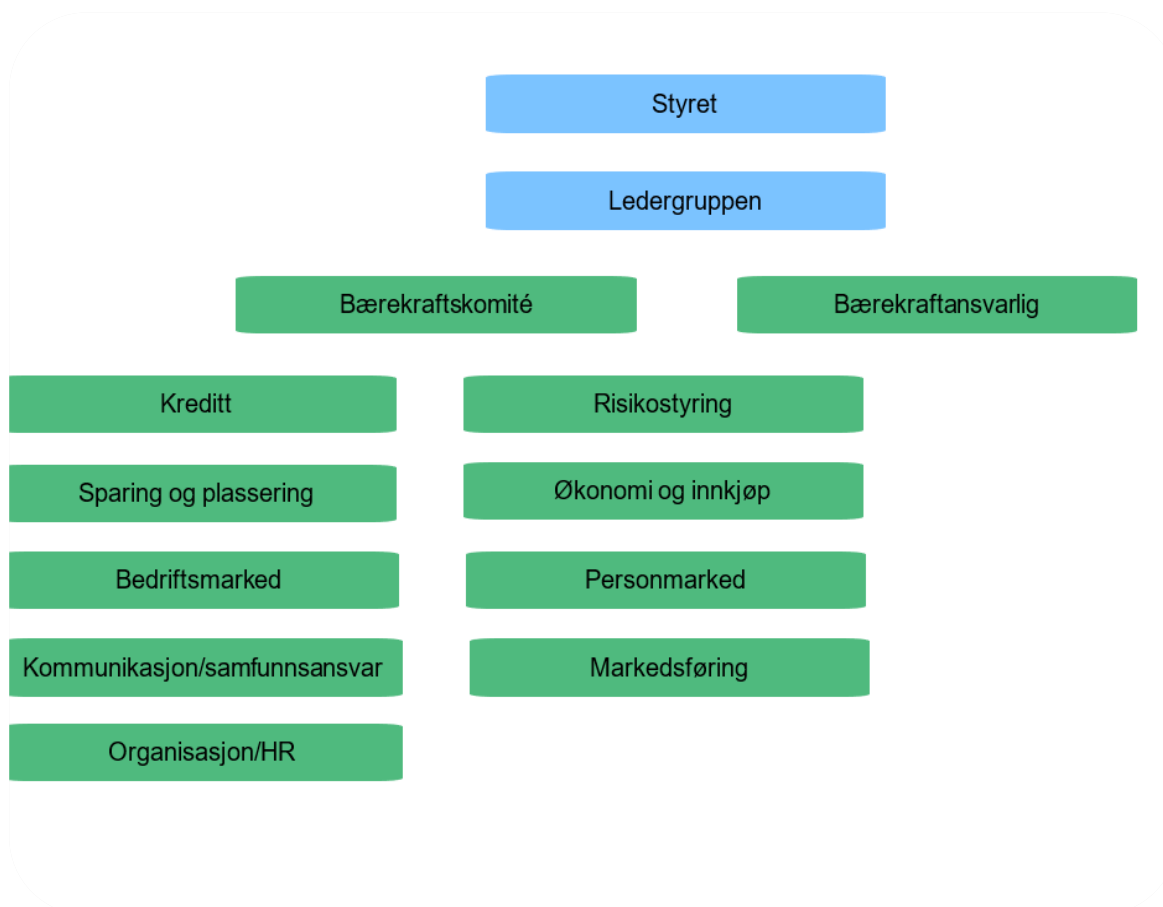 Styret
Ledergruppen
Bærekraftskomité
Bærekraftansvarlig
Kreditt
Risikostyring
Sparing og plassering
Økonomi og innkjøp
Bedriftsmarked
Personmarked
Kommunikasjon/samfunnsansvar
Markedsføring
Organisasjon/HR